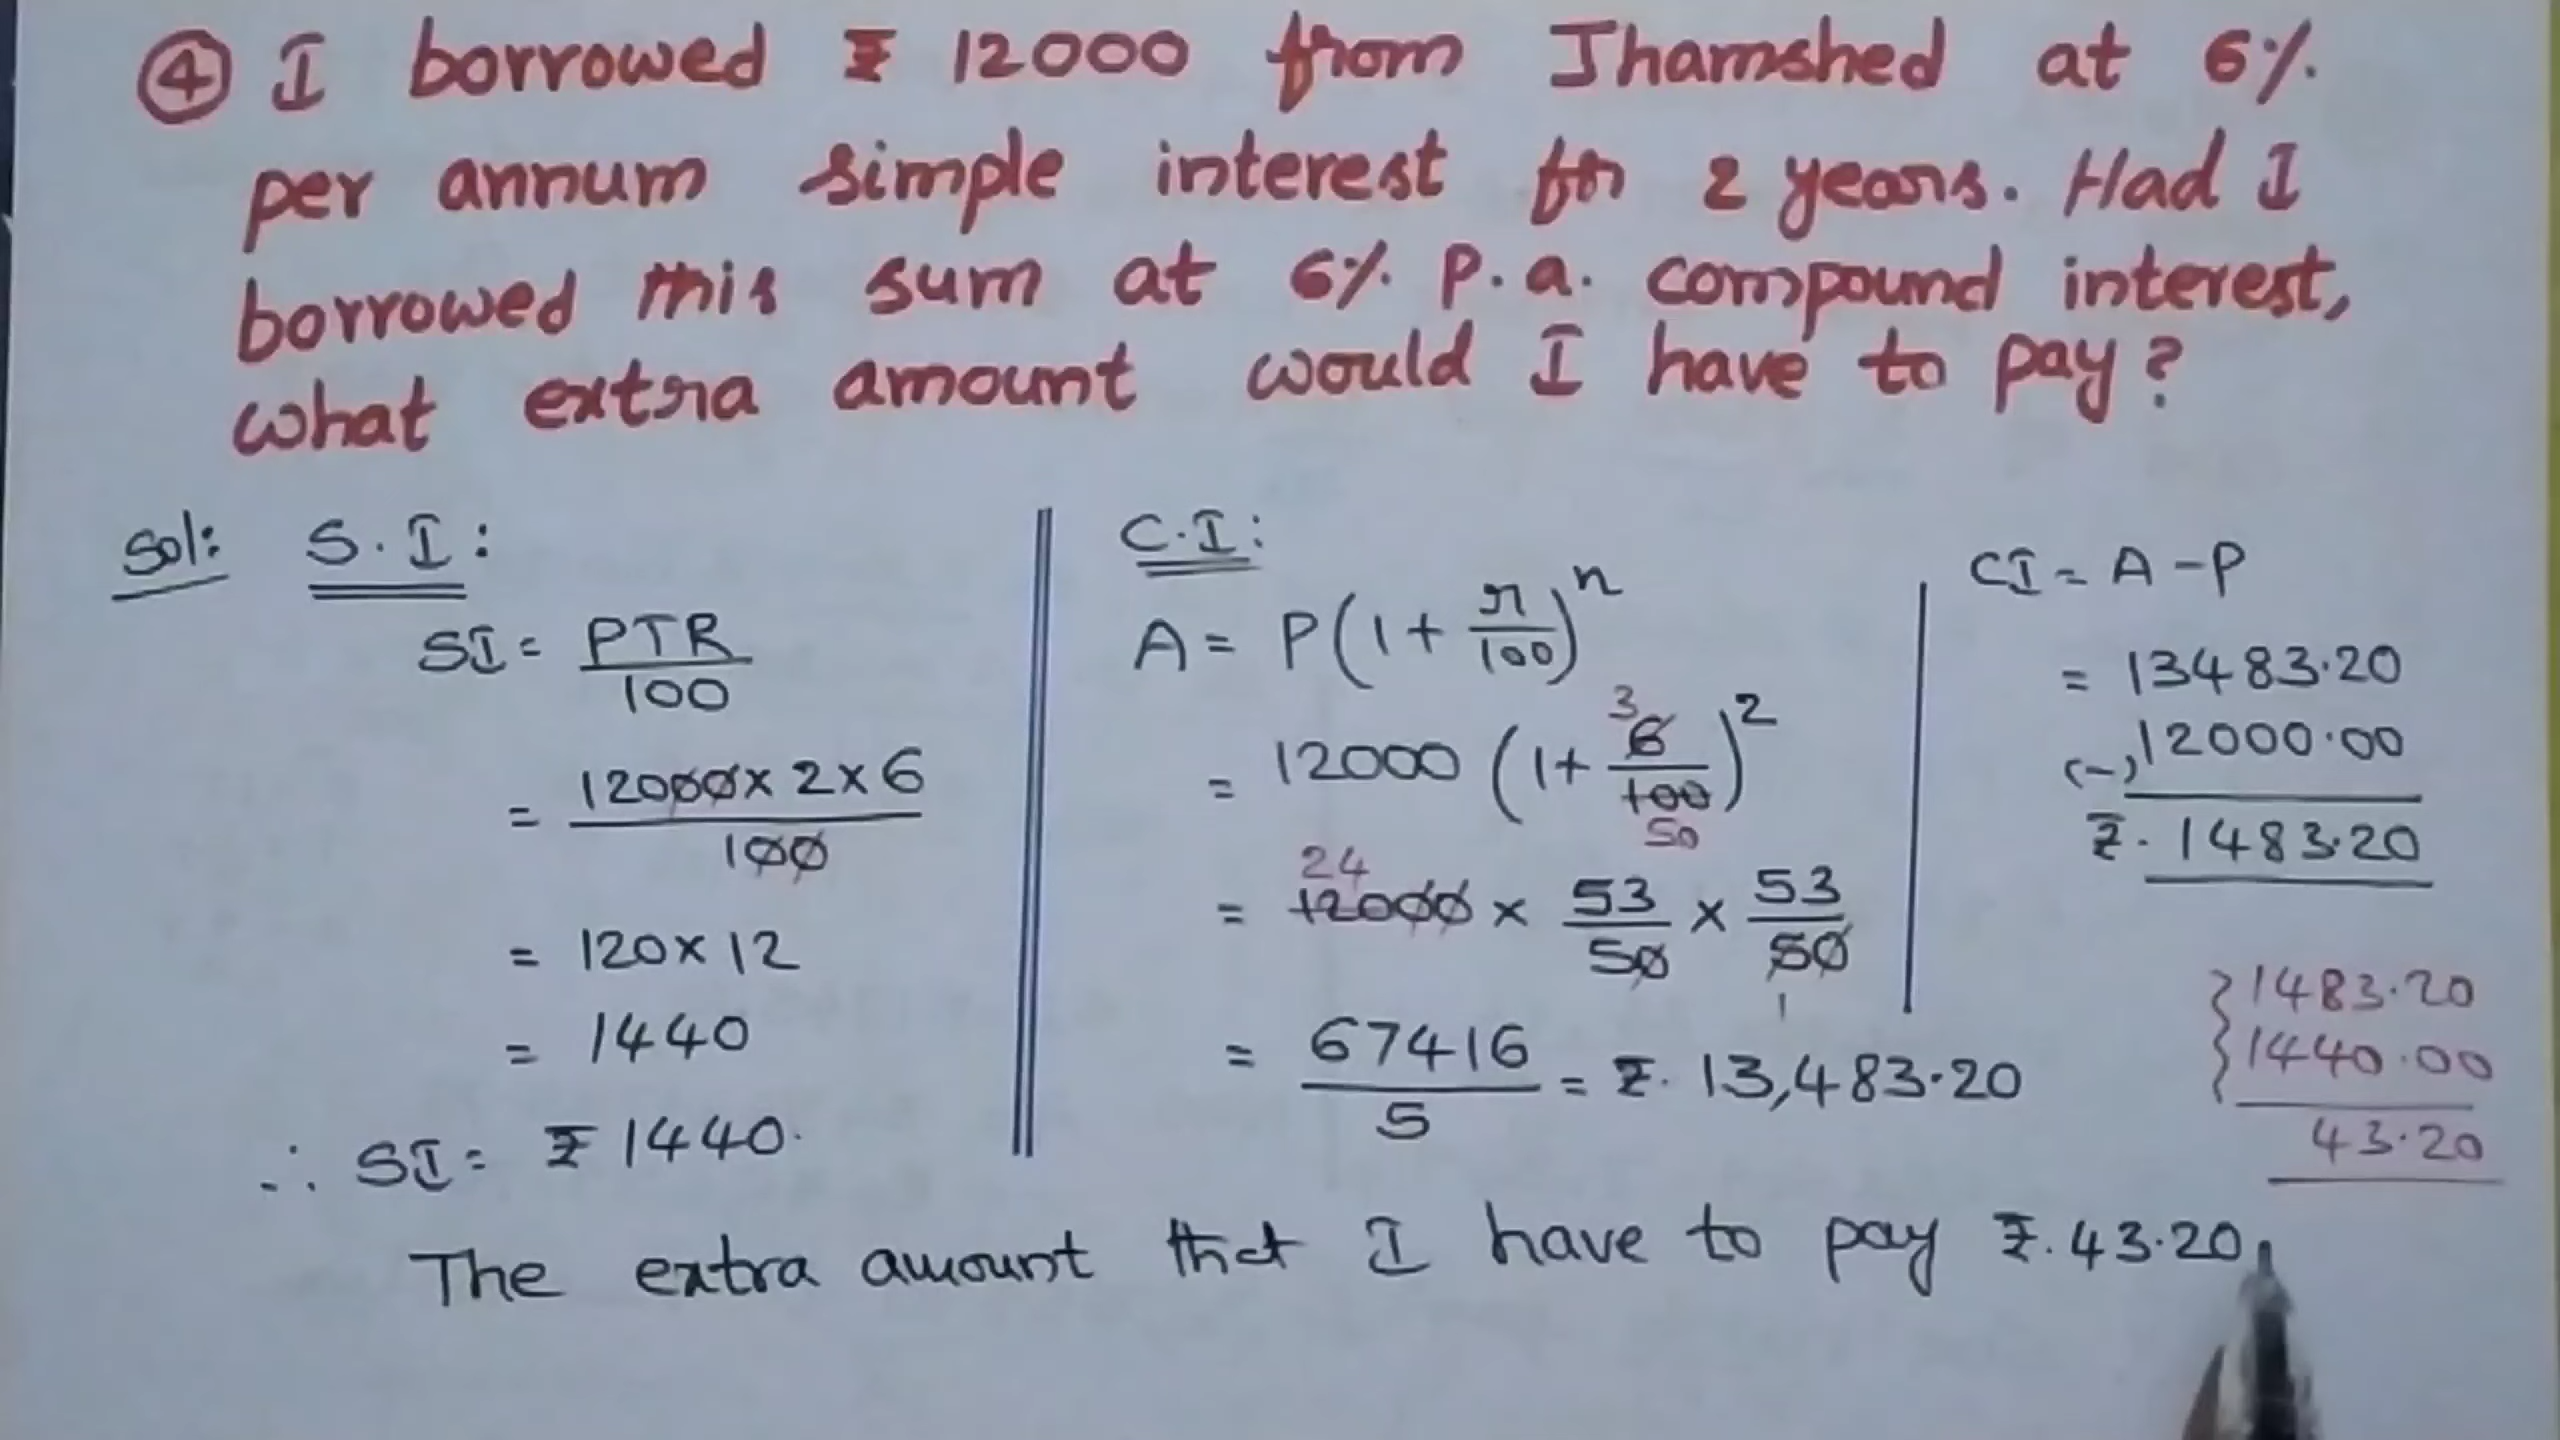 ④ I borrowed ₹ 12000 from Jhamshed at 6%
per annum simple interest for 2 years. Had I
borrowed this sum at 6% P.a. compound interest,
what extra amount would I have to pay?
Sol: S.I:
SI = PTR/100
= 12000 x 2 x 6/100
= 120 x 12
= 1440
∴ SI = ₹ 1440.
C.I:
A = P(1 + r/100)^n
= 12000 (1 + 6/100)^2
3
50
24
= 12000 x 53/50 x 53/50
1
= 67416/5 = ₹. 13,483.20
CI = A - P
= 13483.20
(-) 12000.00
₹. 1483.20
1483.20
1440.00
43.20
The extra amount that I have to pay ₹. 43.20